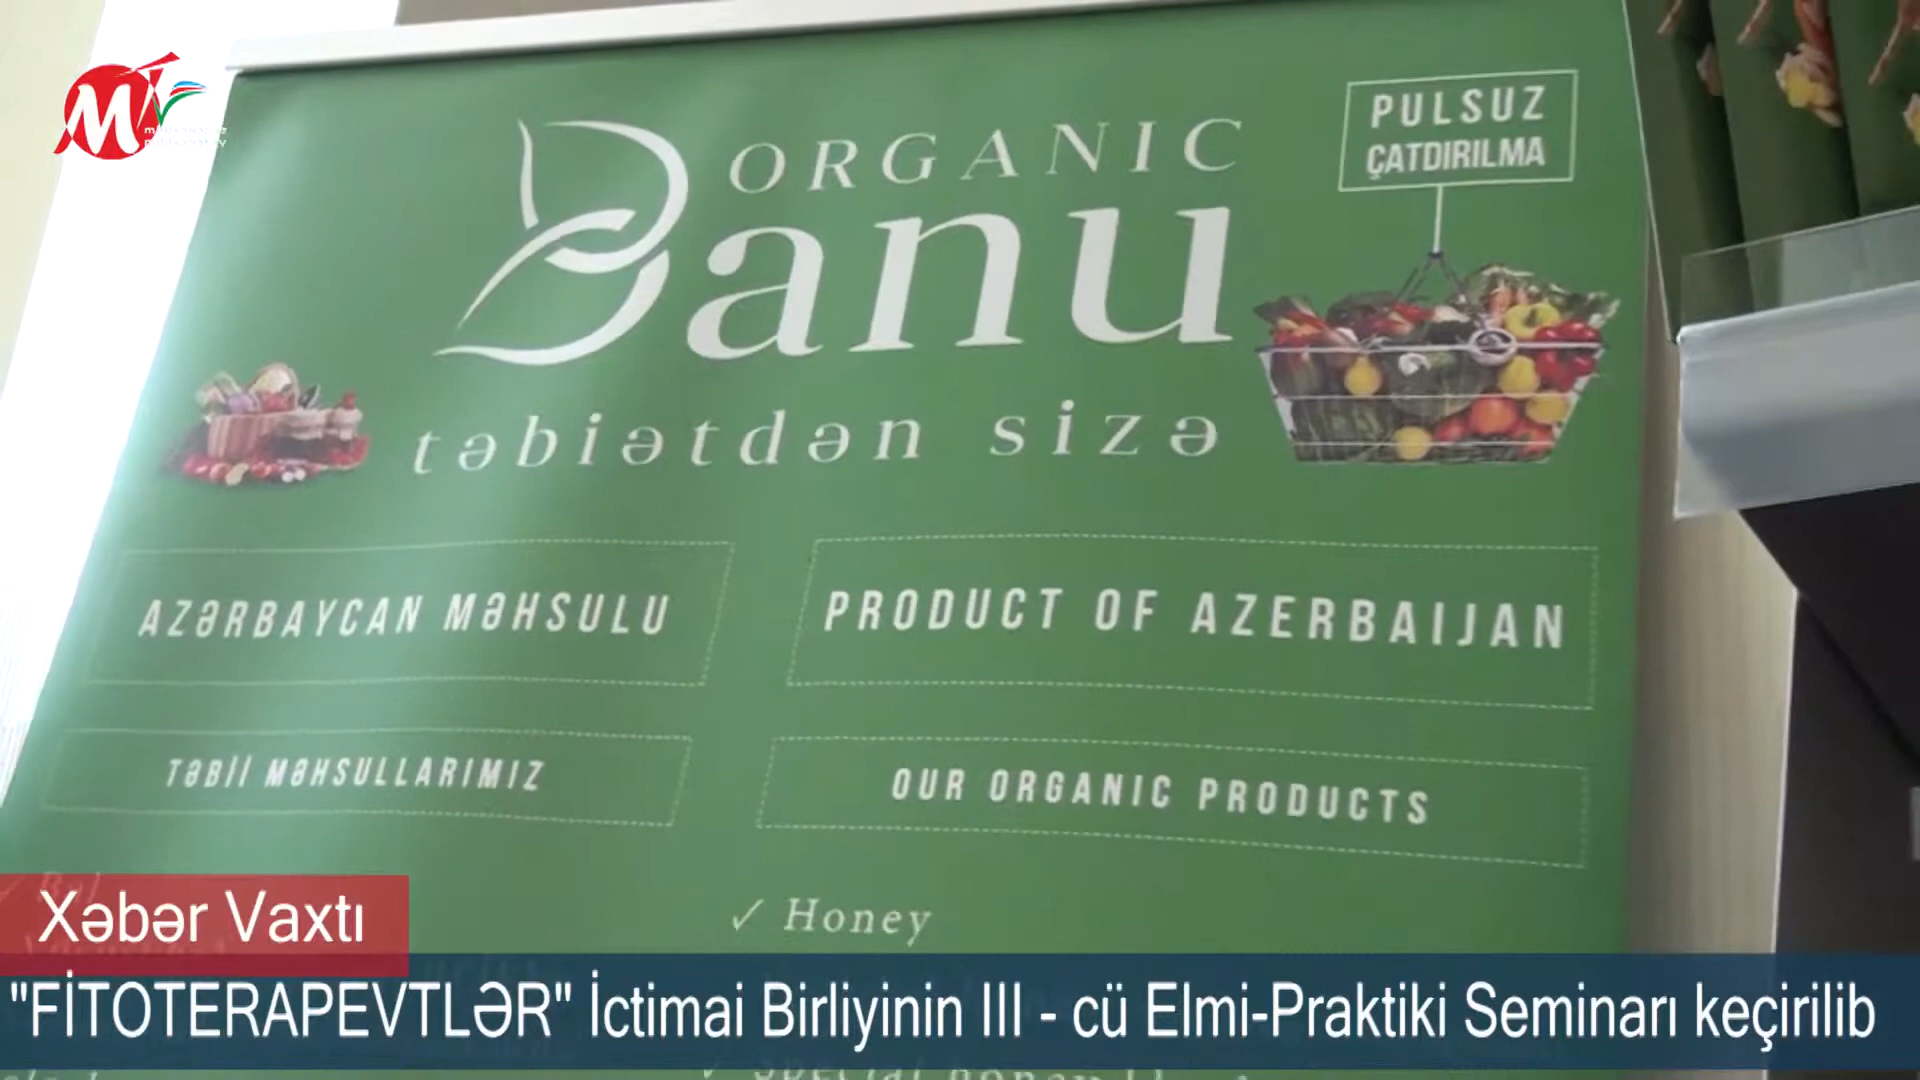 ORGANIC
Banu
təbiətdən sizə
PULSUZ
ÇATDIRILMA
AZƏRBAYCAN MƏHSULU
PRODUCT OF AZERBAIJAN
TƏBİİ MƏHSULLARIMIZ
OUR ORGANIC PRODUCTS
✓ Bal
✓ Honey
Xəbər Vaxtı
"FİTOTERAPEVTLƏR" İctimai Birliyinin III - cü Elmi-Praktiki Seminarı keçirilib